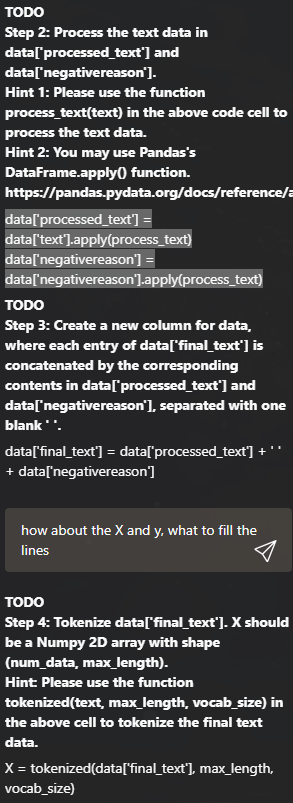 TODO
Step 2: Process the text data in
data['processed_text'] and
data['negativereason'].
Hint 1: Please use the function
process_text(text) in the above code cell to
process the text data.
Hint 2: You may use Pandas's
DataFrame.apply() function.
https://pandas.pydata.org/docs/reference/a
data['processed_text'] =
data['text'].apply(process_text)
data['negativereason'] =
data['negativereason'].apply(process_text)
TODO
Step 3: Create a new column for data,
where each entry of data['final_text'] is
concatenated by the corresponding
contents in data['processed_text'] and
data['negativereason'], separated with one
blank ' '.
data['final_text'] = data['processed_text'] + ' '
+ data['negativereason']
how about the X and y, what to fill the
lines
TODO
Step 4: Tokenize data['final_text']. X should
be a Numpy 2D array with shape
(num_data, max_length).
Hint: Please use the function
tokenized(text, max_length, vocab_size) in
the above cell to tokenize the final text
data.
X = tokenized(data['final_text'], max_length,
vocab_size)